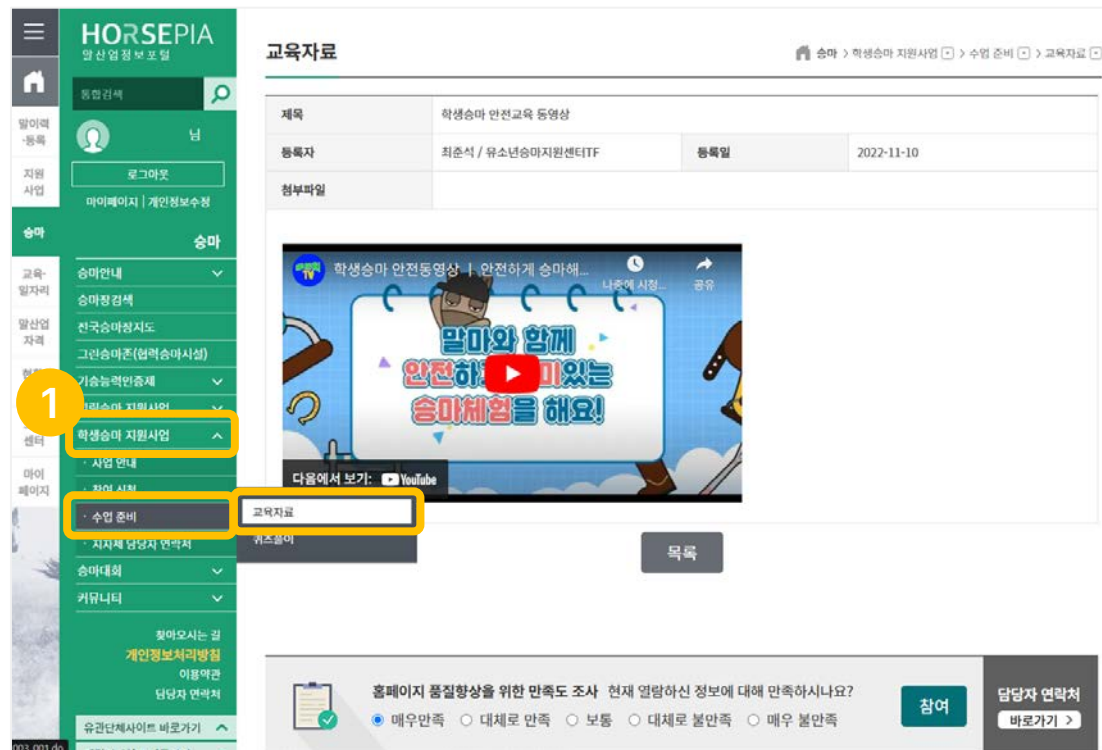 HORSEPIA
말산업정보포털
통합검색
님
로그아웃
마이페이지 | 개인정보수정
말이력
·등록
지원
사업
승마
교육·
일자리
말산업
자격
센터
마이
페이지
승마
승마안내
승마장검색
전국승마장지도
그린승마존(협력승마시설)
기승능력인증제
1
학생승마 지원사업
· 사업 안내
· 참여 신청
· 수업 준비
· 지자체 담당자 연락처
승마대회
커뮤니티
찾아오시는 길
개인정보처리방침
이용약관
담당자 연락처
유관단체사이트 바로가기
교육자료
퀴즈풀이
교육자료
승마 > 학생승마 지원사업 > 수업 준비 > 교육자료
제목 학생승마 안전교육 동영상
등록자 최준석 / 유소년승마지원센터TF 등록일 2022-11-10
첨부파일
학생승마 안전동영상 | 안전하게 승마해...
나중에 시청... 공유
말마와 함께
승마체험을 해요!
다음에서 보기: YouTube
목록
홈페이지 품질향상을 위한 만족도 조사 현재 열람하신 정보에 대해 만족하시나요?
매우만족 대체로 만족 보통 대체로 불만족 매우 불만족
참여
담당자 연락처
바로가기 >